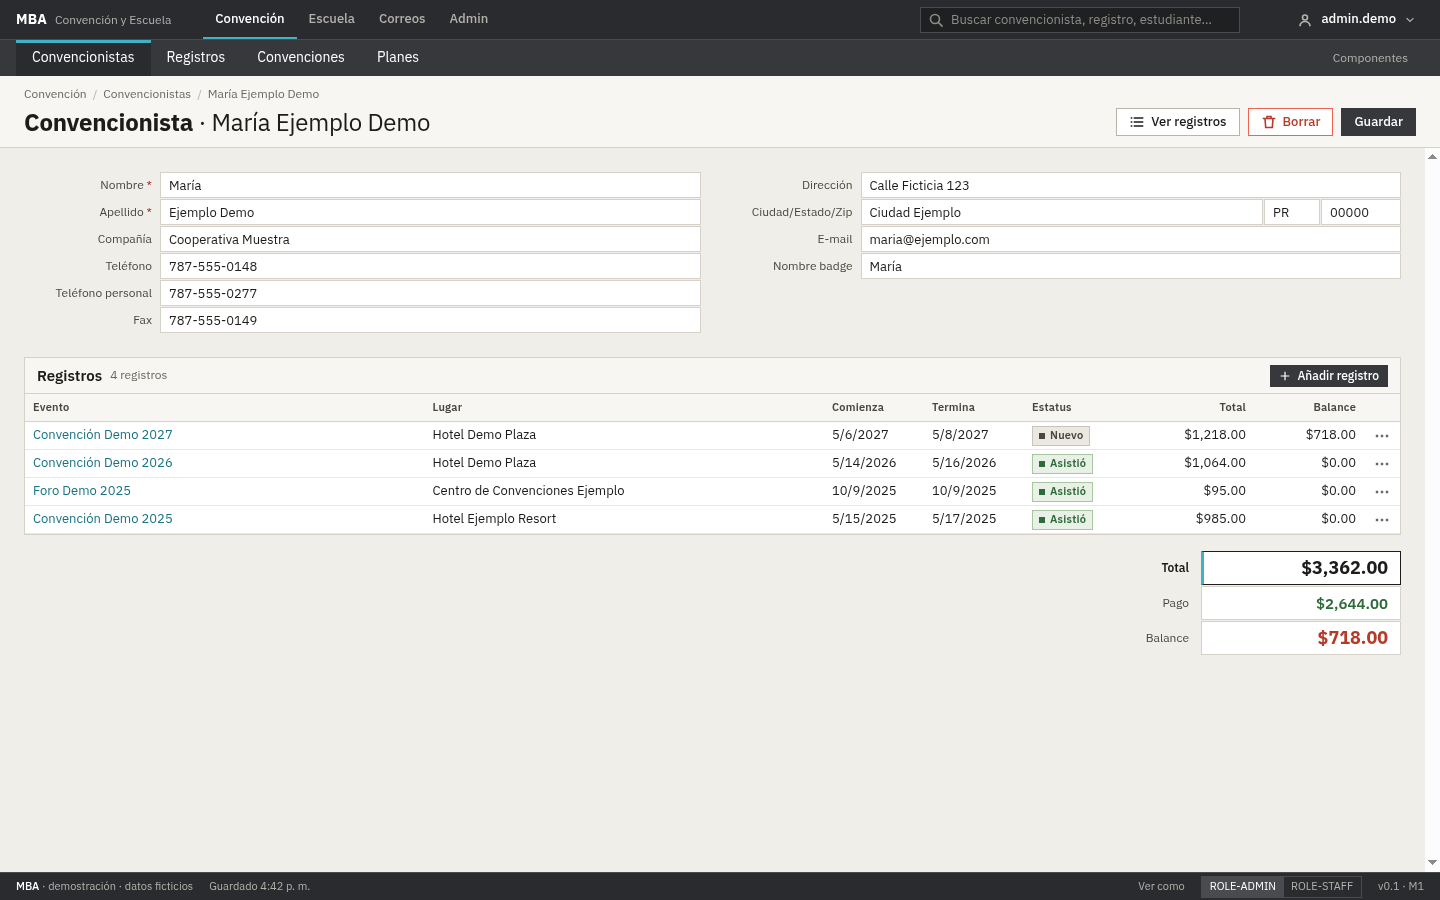 MBA Convención y Escuela Convención Escuela Correos Admin Buscar convencionista, registro, estudiante... admin.demo
Convencionistas Registros Convenciones Planes Componentes
Convención / Convencionistas / María Ejemplo Demo
Convencionista · María Ejemplo Demo Ver registros Borrar Guardar
Nombre * María Dirección Calle Ficticia 123
Apellido * Ejemplo Demo Ciudad/Estado/Zip Ciudad Ejemplo PR 00000
Compañía Cooperativa Muestra E-mail maria@ejemplo.com
Teléfono 787-555-0148 Nombre badge María
Teléfono personal 787-555-0277
Fax 787-555-0149
Registros 4 registros + Añadir registro
Evento Lugar Comienza Termina Estatus Total Balance
Convención Demo 2027 Hotel Demo Plaza 5/6/2027 5/8/2027 Nuevo $1,218.00 $718.00
Convención Demo 2026 Hotel Demo Plaza 5/14/2026 5/16/2026 Asistió $1,064.00 $0.00
Foro Demo 2025 Centro de Convenciones Ejemplo 10/9/2025 10/9/2025 Asistió $95.00 $0.00
Convención Demo 2025 Hotel Ejemplo Resort 5/15/2025 5/17/2025 Asistió $985.00 $0.00
Total $3,362.00
Pago $2,644.00
Balance $718.00
MBA · demostración · datos ficticios Guardado 4:42 p. m. Ver como ROLE-ADMIN ROLE-STAFF v0.1 · M1